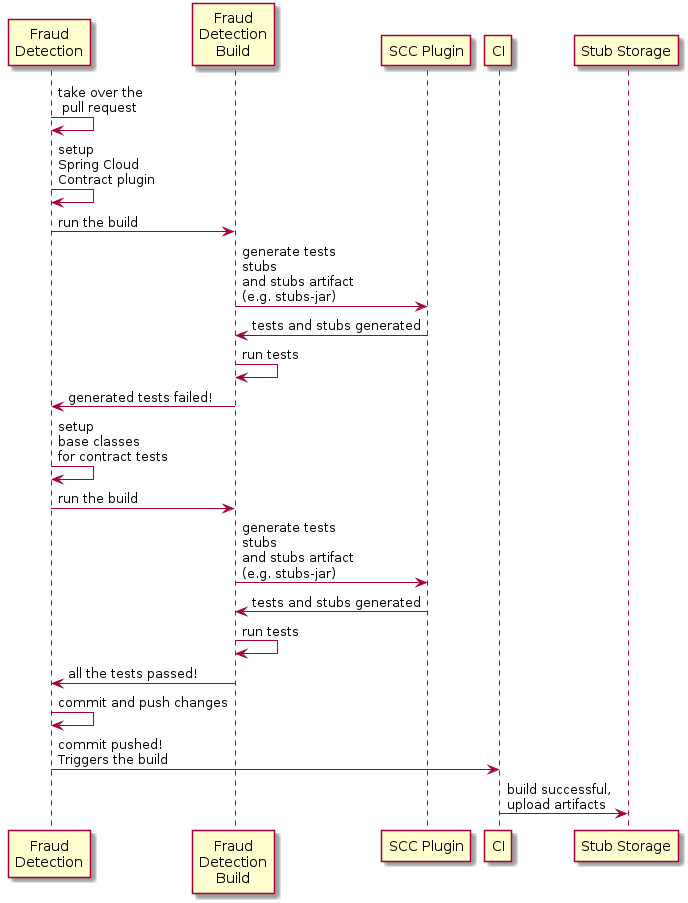 Fraud
Detection
Fraud
Detection
Build
SCC Plugin
CI
Stub Storage
take over the
pull request
setup
Spring Cloud
Contract plugin
run the build
generate tests
stubs
and stubs artifact
(e.g. stubs-jar)
tests and stubs generated
run tests
generated tests failed!
setup
base classes
for contract tests
run the build
generate tests
stubs
and stubs artifact
(e.g. stubs-jar)
tests and stubs generated
run tests
all the tests passed!
commit and push changes
commit pushed!
Triggers the build
build successful,
upload artifacts
Fraud
Detection
Fraud
Detection
Build
SCC Plugin
CI
Stub Storage